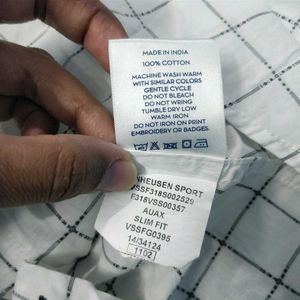 MADE IN INDIA
100% COTTON
MACHINE WASH WARM
WITH SIMILAR COLORS
GENTLE CYCLE
DO NOT BLEACH
DO NOT WRING
TUMBLE DRY LOW
WARM IRON
DO NOT IRON ON PRINT
EMBROIDERY OR BADGES.
NHEUSEN SPORT
VSSF318S002529
F318VSS00357
AUAX
SLIM FIT
VSSFG0395
14/34124
1102